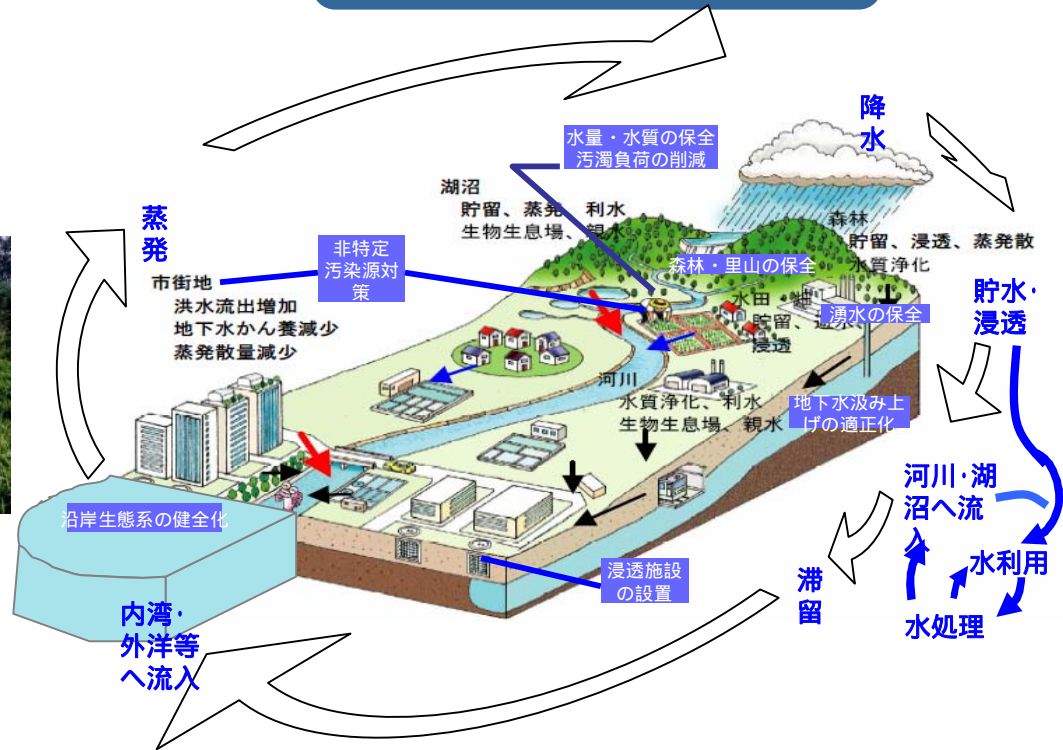 降
水
水量・水質の保全
汚濁負荷の削減
湖沼
貯留、蒸発、利水
生物生息場、親水
蒸
発
非特定
汚染源対
策
森林
貯留、浸透、蒸発散
水質浄化
森林・里山の保全
市街地
洪水流出増加
地下水かん養減少
蒸発散量減少
貯水・
浸透
水田
湧水の保全
貯留、
浸透
河川
水質浄化、利水
生物生息場、親水
地下水汲み上
げの適正化
河川・湖
沼へ流
入
沿岸生態系の健全化
水利用
浸透施設
の設置
滞
留
水処理
内湾・
外洋等
へ流入